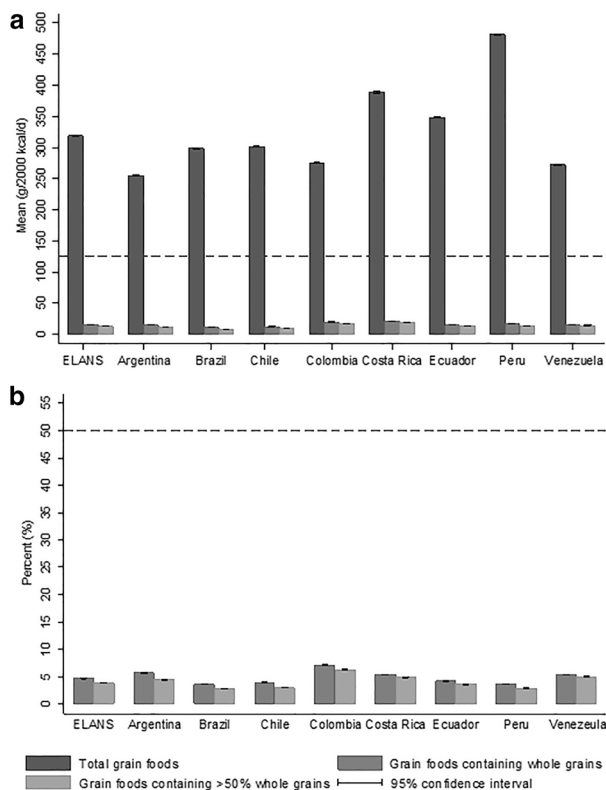 a
Mean (g/2000 kcal/d)
500
450
400
350
300
250
200
150
100
50
0
ELANS Argentina Brazil Chile Colombia Costa Rica Ecuador Peru Venezuela
b
Percent (%)
55
50
45
40
35
30
25
20
15
10
5
0
ELANS Argentina Brazil Chile Colombia Costa Rica Ecuador Peru Venezeula
Total grain foods Grain foods containing whole grains
Grain foods containing >50% whole grains 95% confidence interval